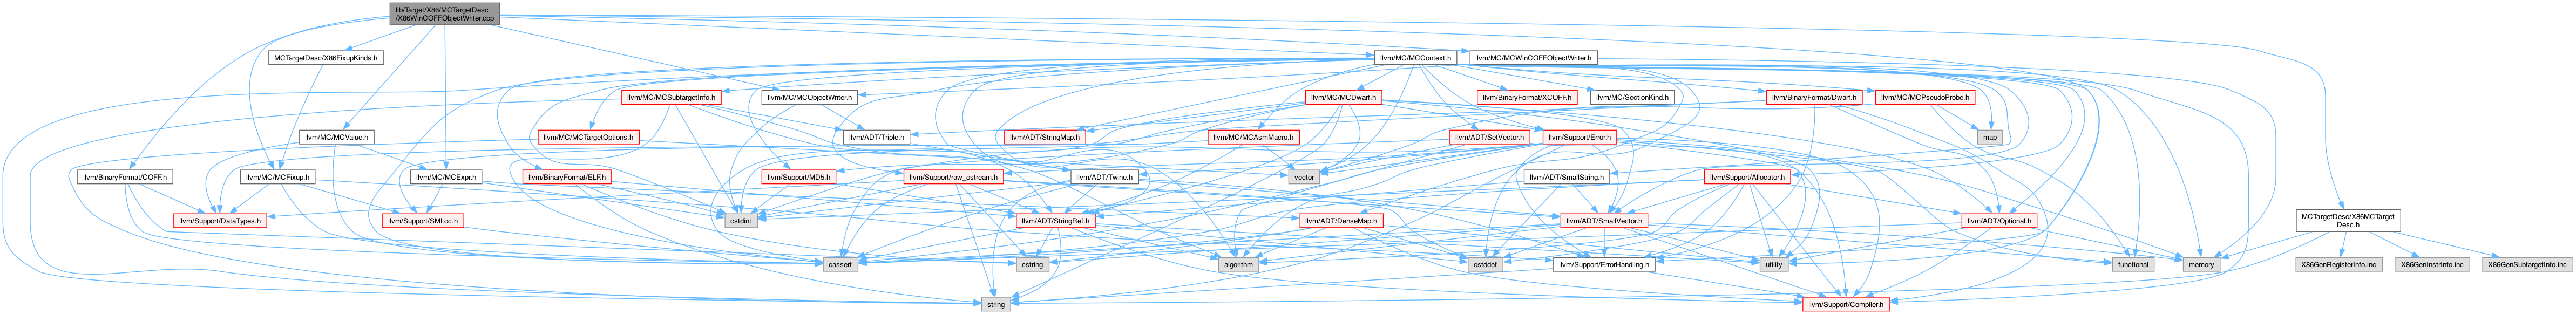 lib/Target/X86/MCTargetDesc
/X86WinCOFFObjectWriter.cpp
MCTargetDesc/X86FixupKinds.h
llvm/MC/MCContext.h
llvm/MC/MCWinCOFFObjectWriter.h
llvm/MC/MCSubtargetInfo.h
llvm/MC/MCObjectWriter.h
llvm/MC/MCDwarf.h
llvm/BinaryFormat/XCOFF.h
llvm/MC/SectionKind.h
llvm/BinaryFormat/Dwarf.h
llvm/MC/MCPseudoProbe.h
llvm/MC/MCValue.h
llvm/MC/MCTargetOptions.h
llvm/ADT/Triple.h
llvm/ADT/StringMap.h
llvm/MC/MCAsmMacro.h
llvm/ADT/SetVector.h
llvm/Support/Error.h
map
llvm/BinaryFormat/COFF.h
llvm/MC/MCFixup.h
llvm/MC/MCExpr.h
llvm/BinaryFormat/ELF.h
llvm/Support/MD5.h
llvm/Support/raw_ostream.h
llvm/ADT/Twine.h
vector
llvm/ADT/SmallString.h
llvm/Support/Allocator.h
llvm/Support/DataTypes.h
llvm/Support/SMLoc.h
cstdint
llvm/ADT/StringRef.h
llvm/ADT/DenseMap.h
llvm/ADT/SmallVector.h
llvm/ADT/Optional.h
MCTargetDesc/X86MCTarget
Desc.h
cassert
cstring
algorithm
cstddef
llvm/Support/ErrorHandling.h
utility
functional
memory
X86GenRegisterInfo.inc
X86GenInstrInfo.inc
X86GenSubtargetInfo.inc
string
llvm/Support/Compiler.h